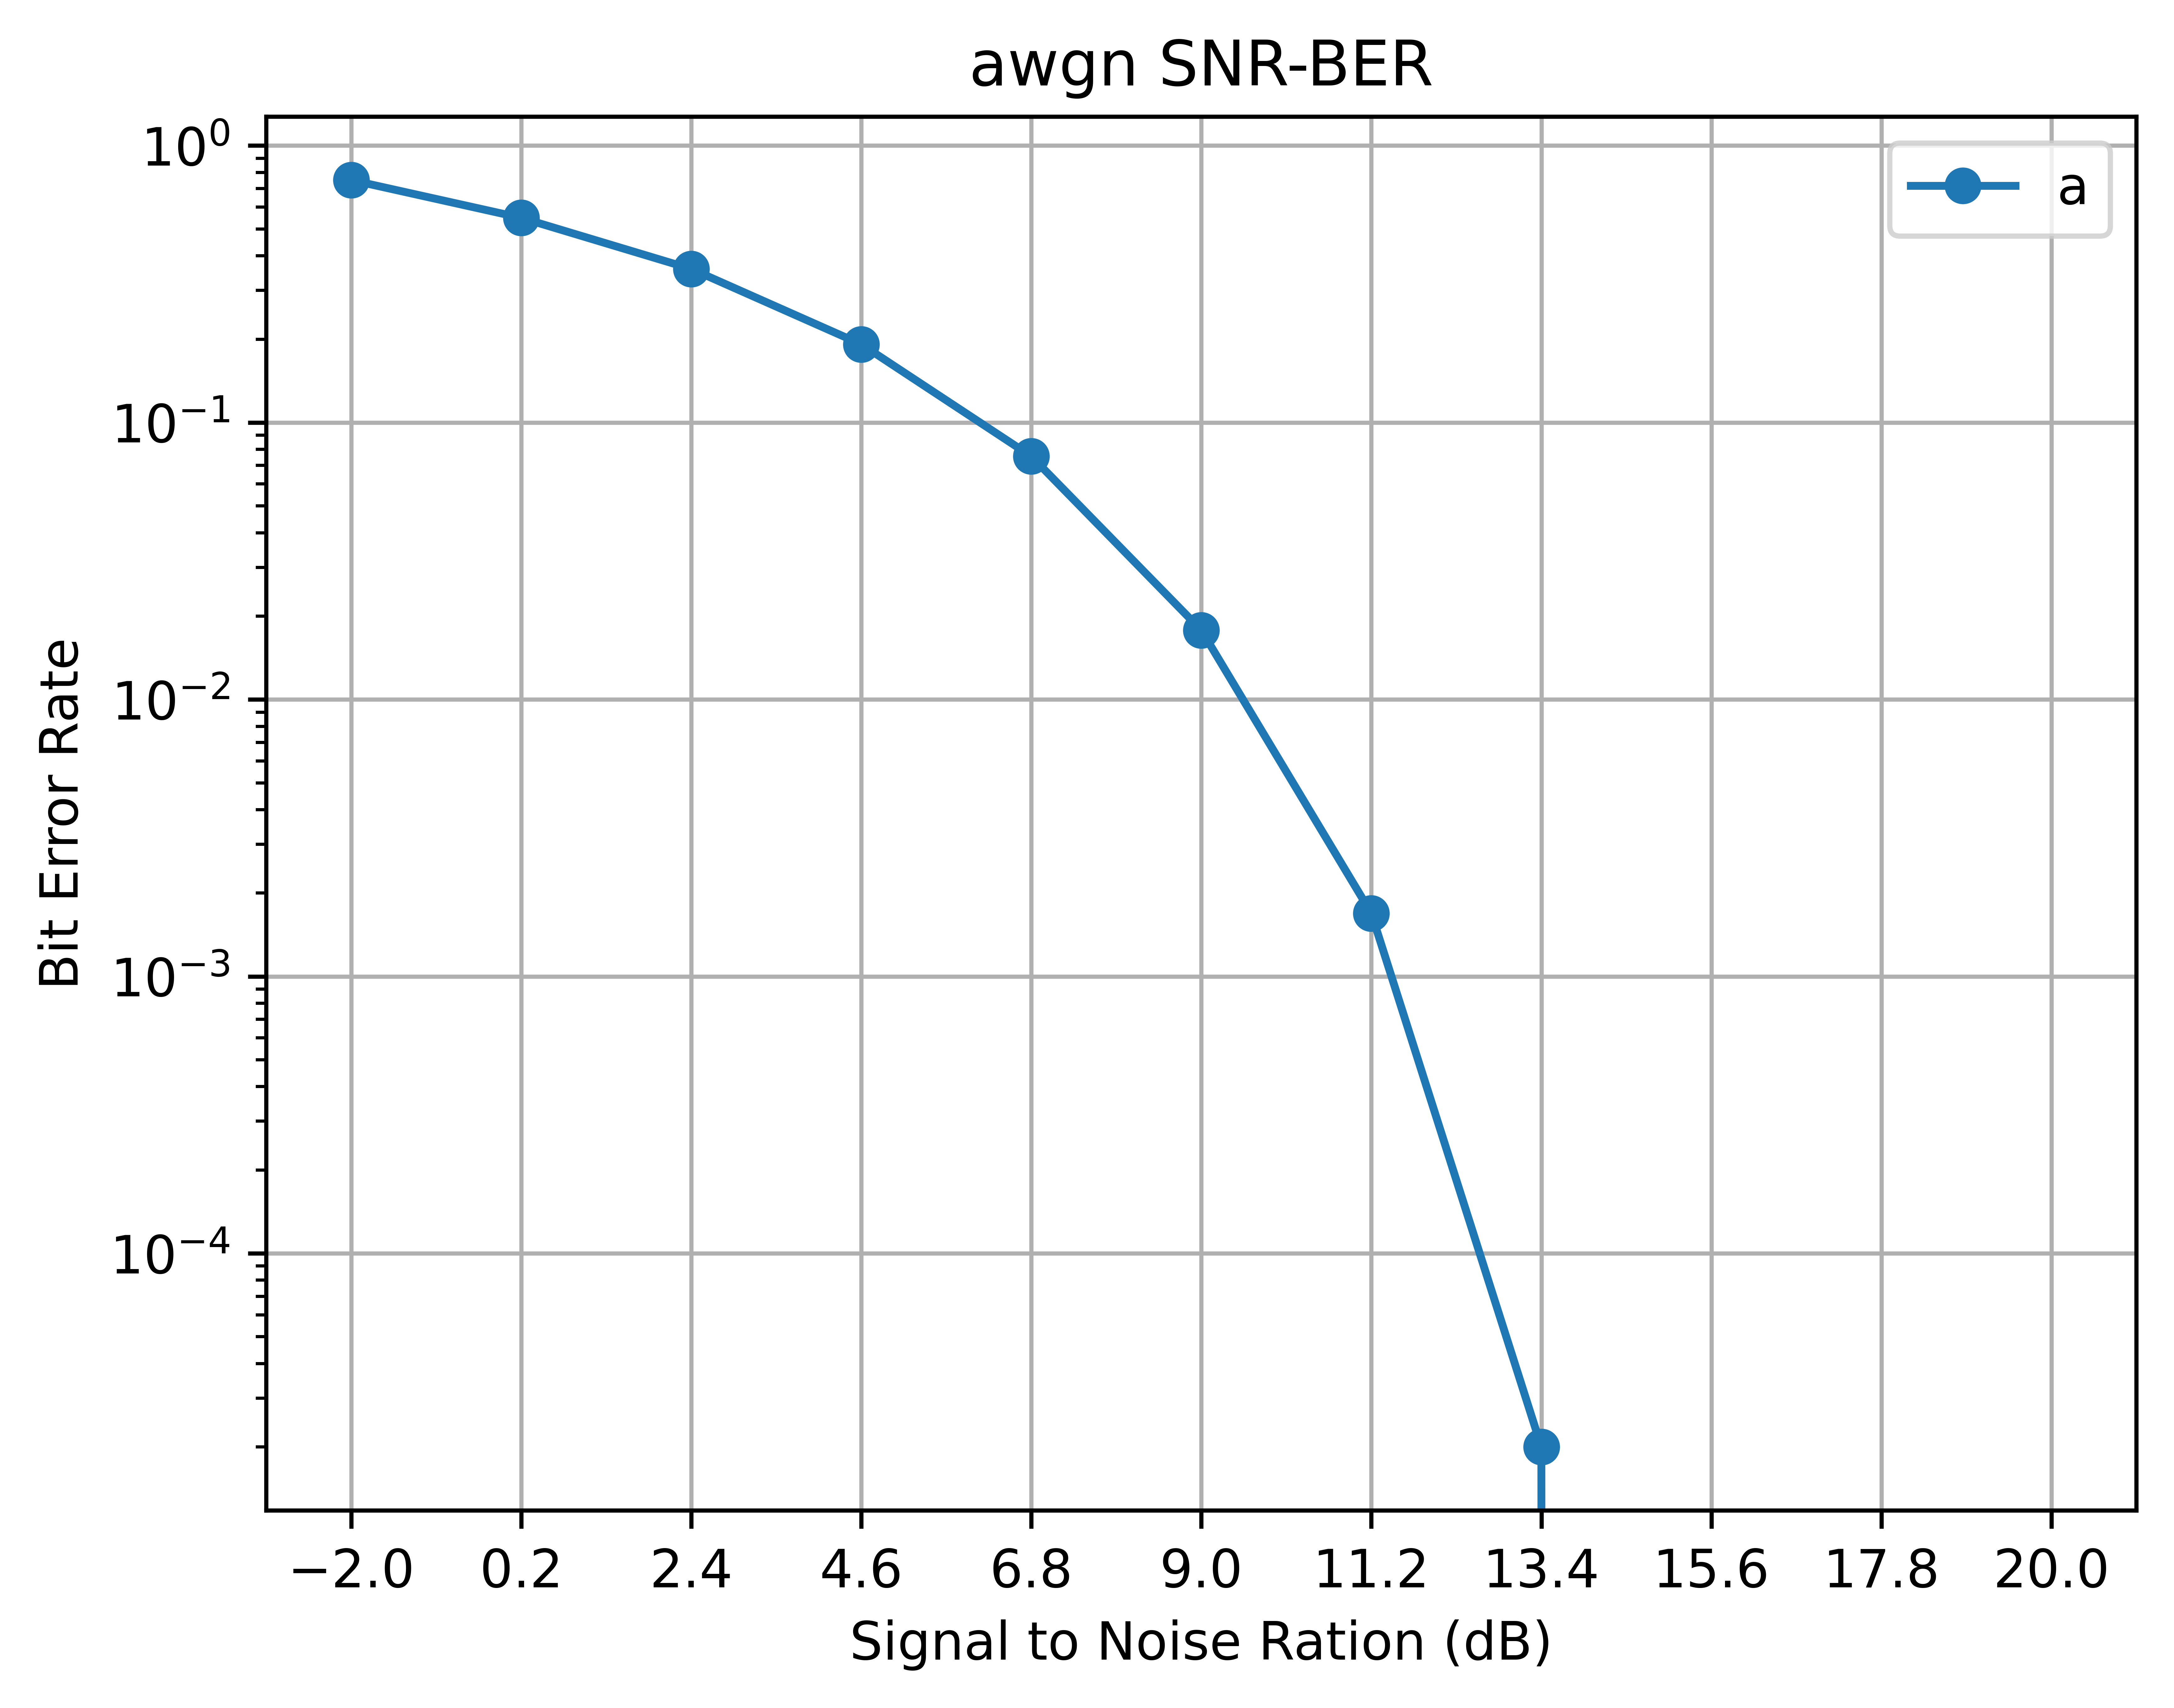 awgn SNR-BER
a
10⁰
10⁻¹
10⁻²
10⁻³
10⁻⁴
Bit Error Rate
−2.0 0.2 2.4 4.6 6.8 9.0 11.2 13.4 15.6 17.8 20.0
Signal to Noise Ration (dB)